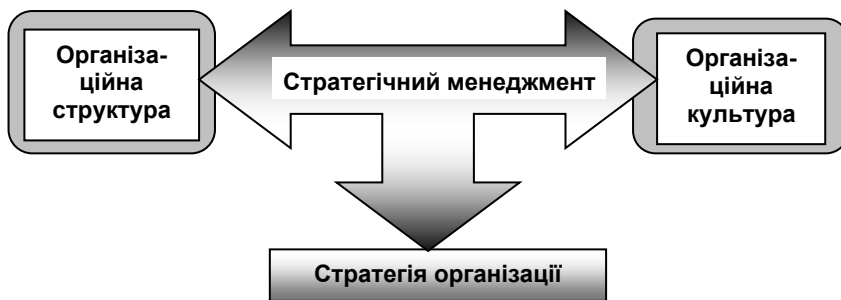 Організа-
ційна
структура
Стратегічний менеджмент
Організа-
ційна
культура
Стратегія організації